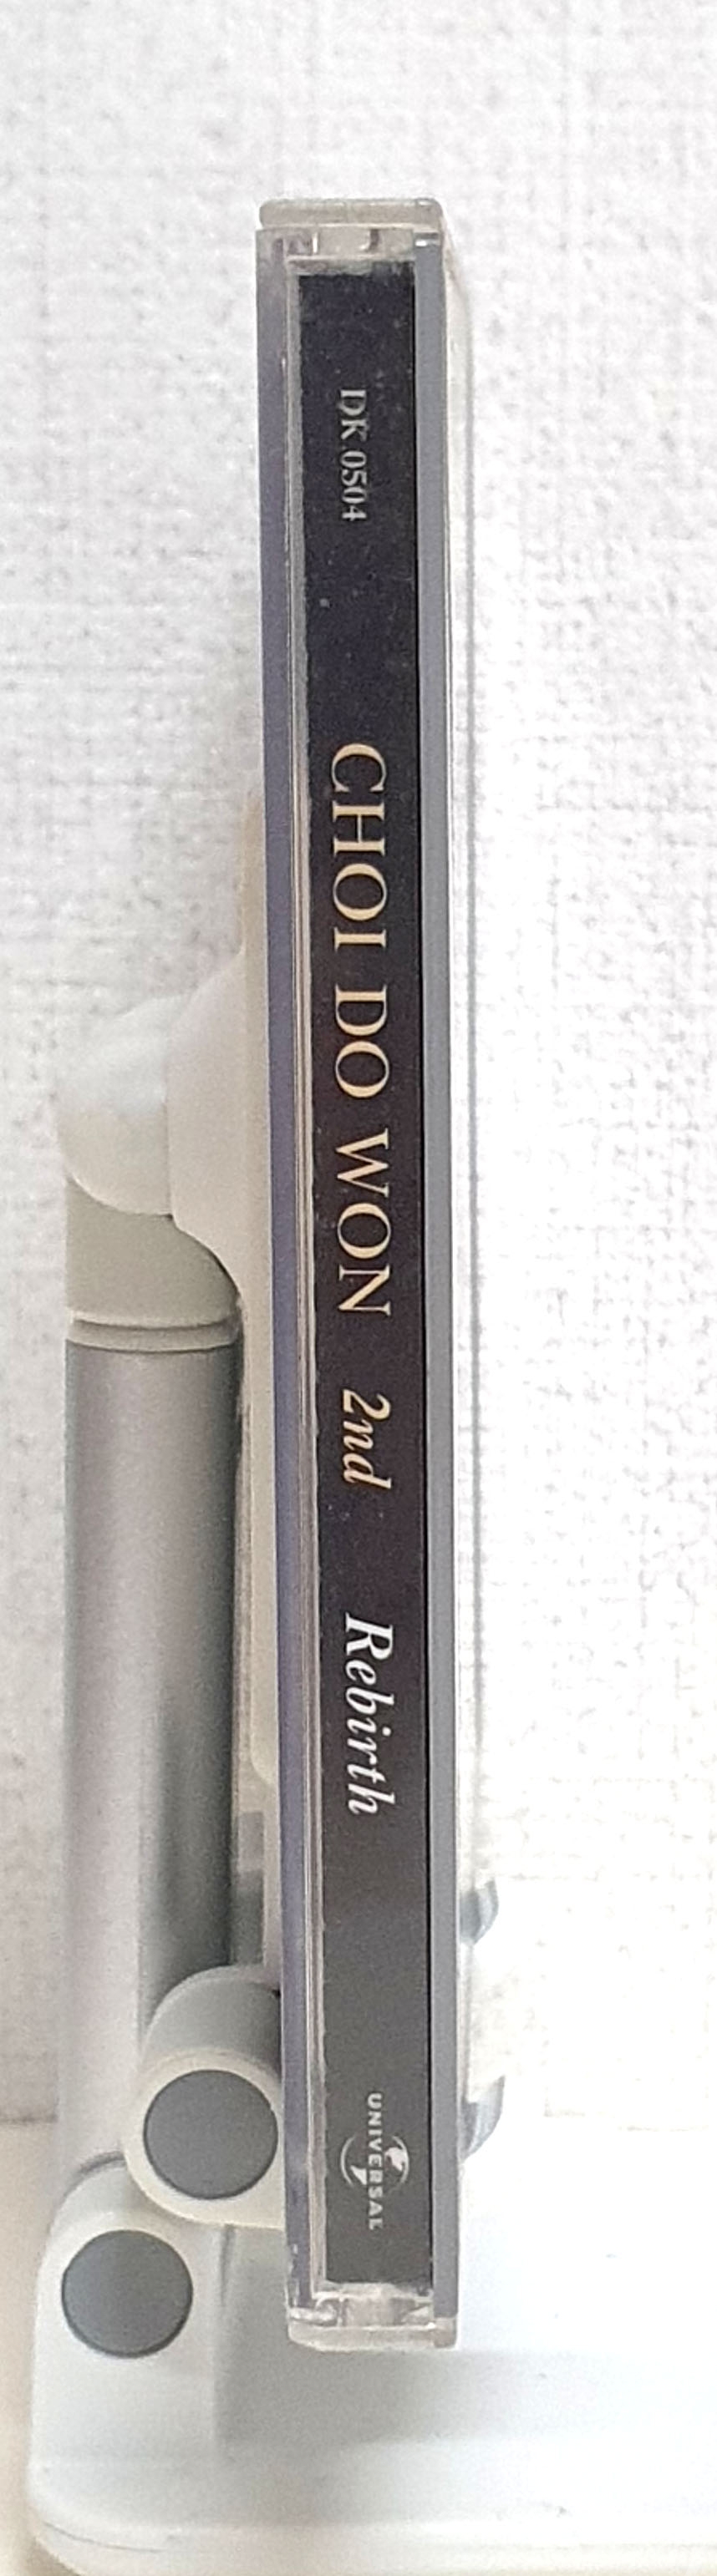 DK 0504
CHOI DO WON 2nd Rebirth
UNIVERSAL